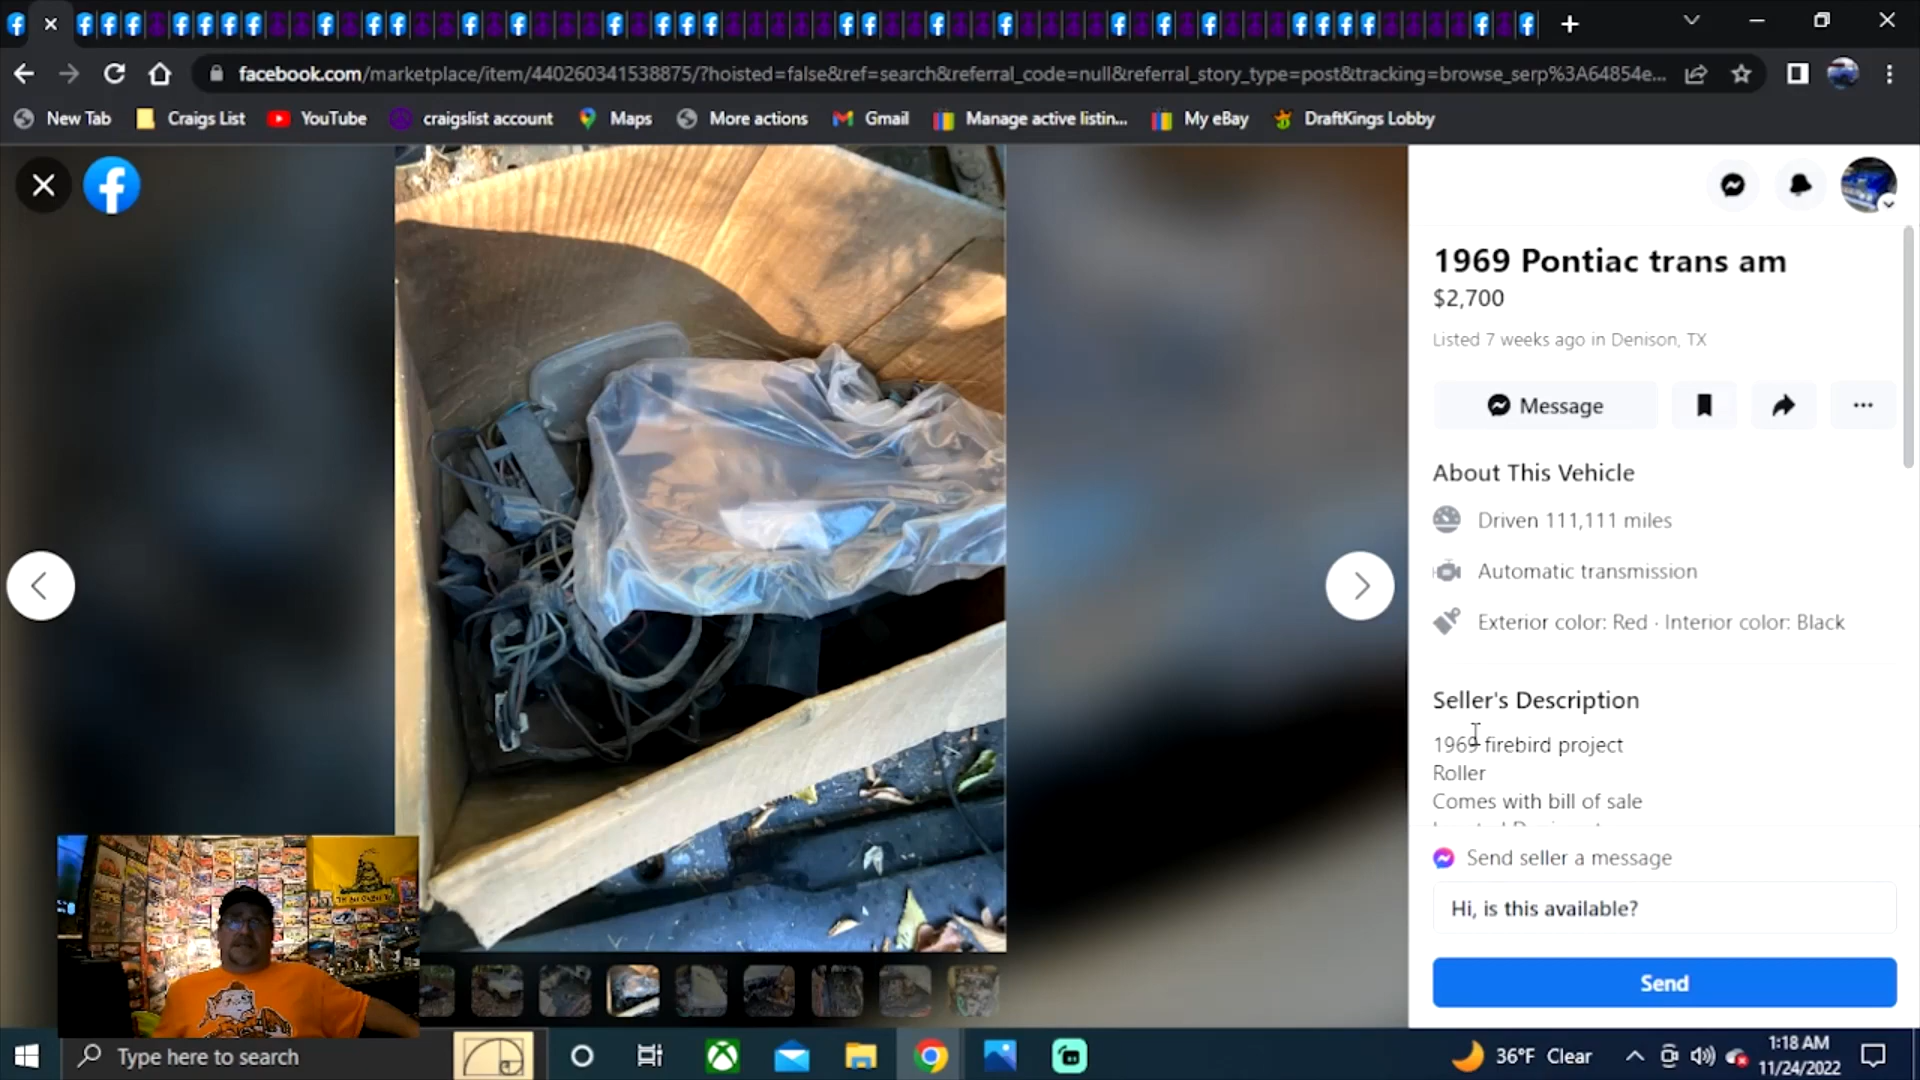 facebook.com/marketplace/item/440260341538875/?hoisted=false&ref=search&referral_code=null&referral_story_type=post&tracking=browse_serp%3A64854e...
New Tab
Craigs List
YouTube
craigslist account
Maps
More actions
Gmail
Manage active listin...
My eBay
DraftKings Lobby
1969 Pontiac trans am
$2,700
Listed 7 weeks ago in Denison, TX
Message
About This Vehicle
Driven 111,111 miles
Automatic transmission
Exterior color: Red · Interior color: Black
Seller's Description
1969 firebird project
Roller
Comes with bill of sale
Send seller a message
Hi, is this available?
Send
Type here to search
36°F Clear
1:18 AM
11/24/2022